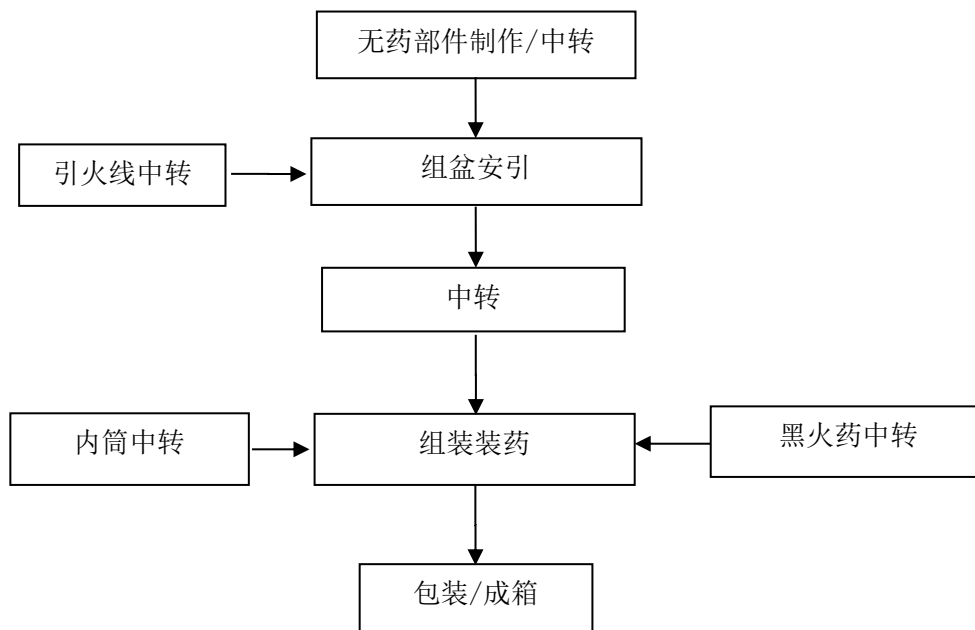 无药部件制作/中转
引火线中转
组盆安引
中转
内筒中转
组装装药
黑火药中转
包装/成箱